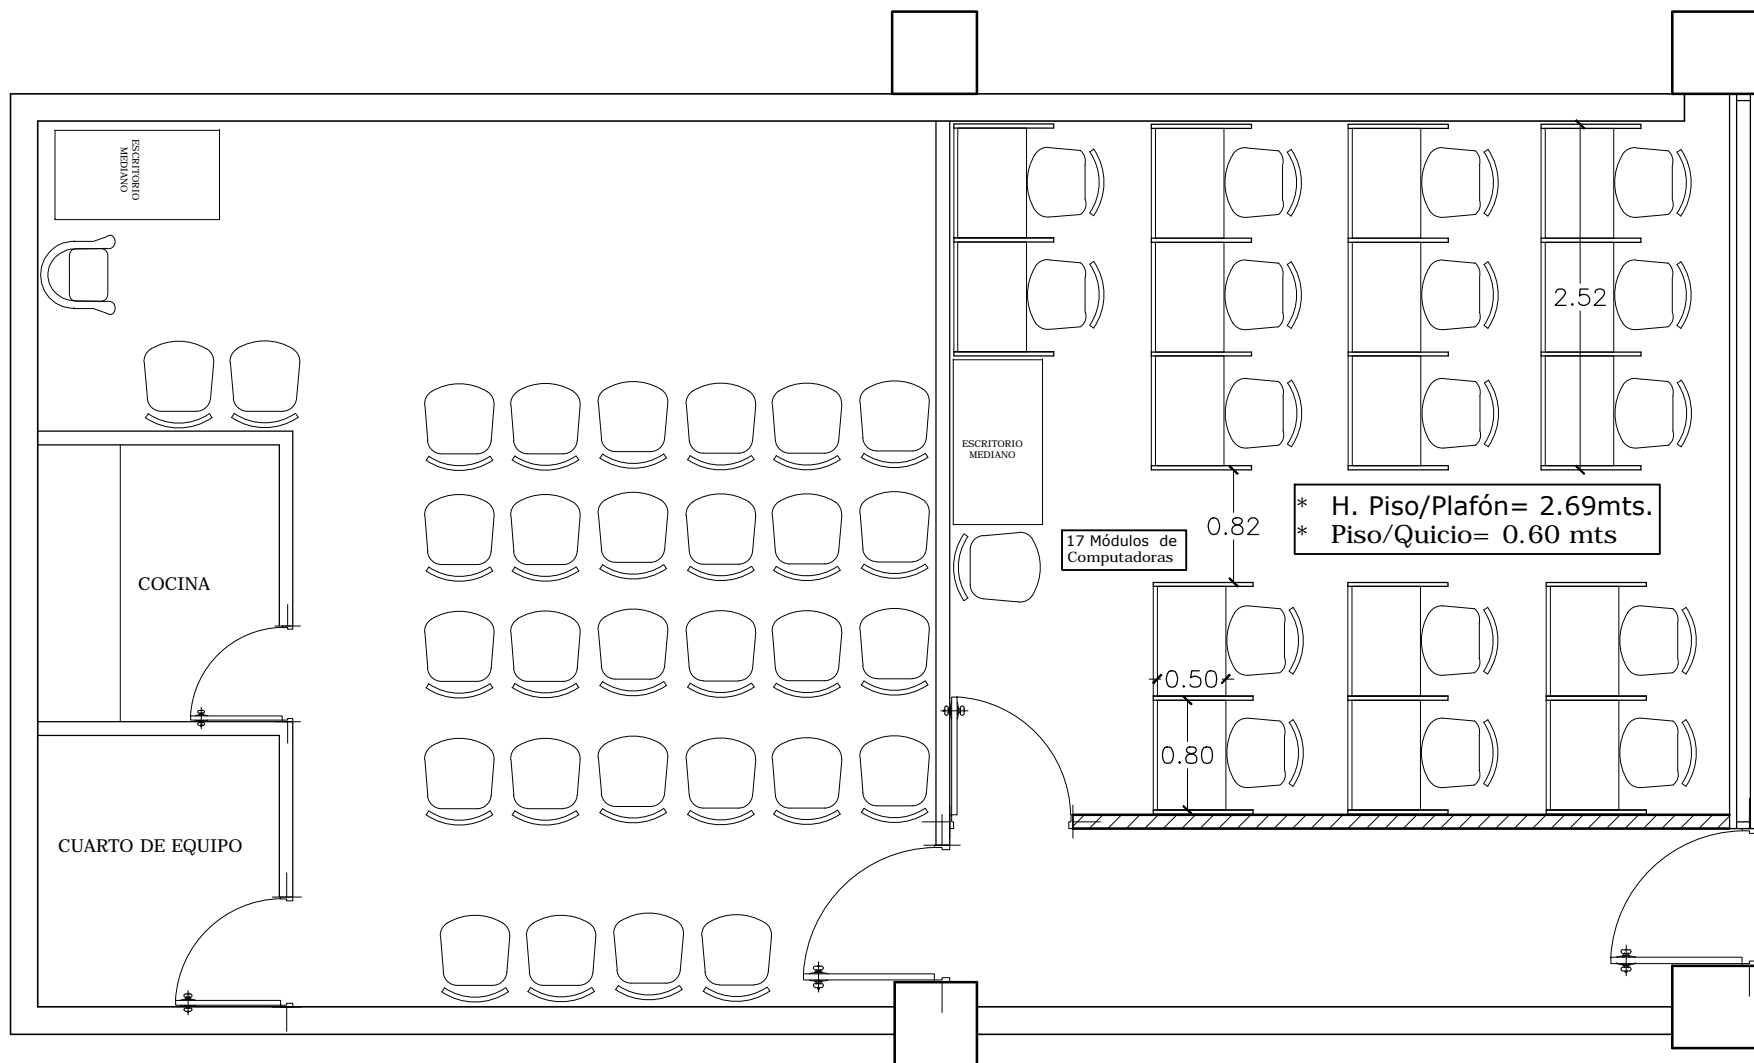 ESCRITORIO
MEDIANO
2.52
ESCRITORIO
MEDIANO
* H. Piso/Plafón= 2.69mts.
* Piso/Quicio= 0.60 mts
0.82
17 Módulos de
Computadoras
COCINA
0.50
0.80
CUARTO DE EQUIPO